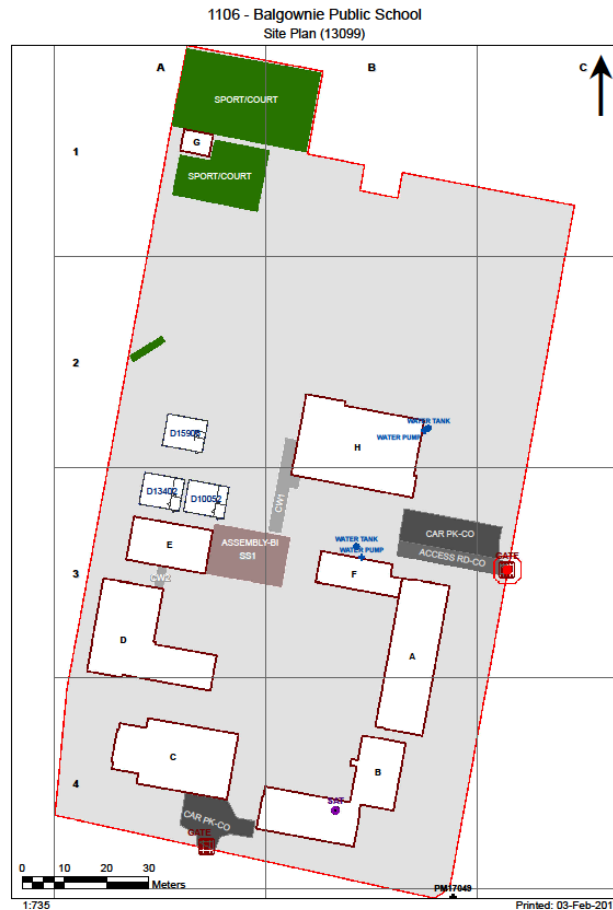 1106 - Balgownie Public School
Site Plan (13099)
A
B
C
SPORT/COURT
1
G
SPORT/COURT
2
WATER TANK
D15908
WATER PUMP
H
D13402
D10052
CW1
CAR PK-CO
ASSEMBLY-BI
SS1
WATER TANK
WATER PUMP
E
ACCESS RD-CO
GATE
3
F
CW2
D
A
C
B
4
SAT
CAR PK-CO
GATE
0 10 20 30
Meters
PM17049
1:735
Printed: 03-Feb-201